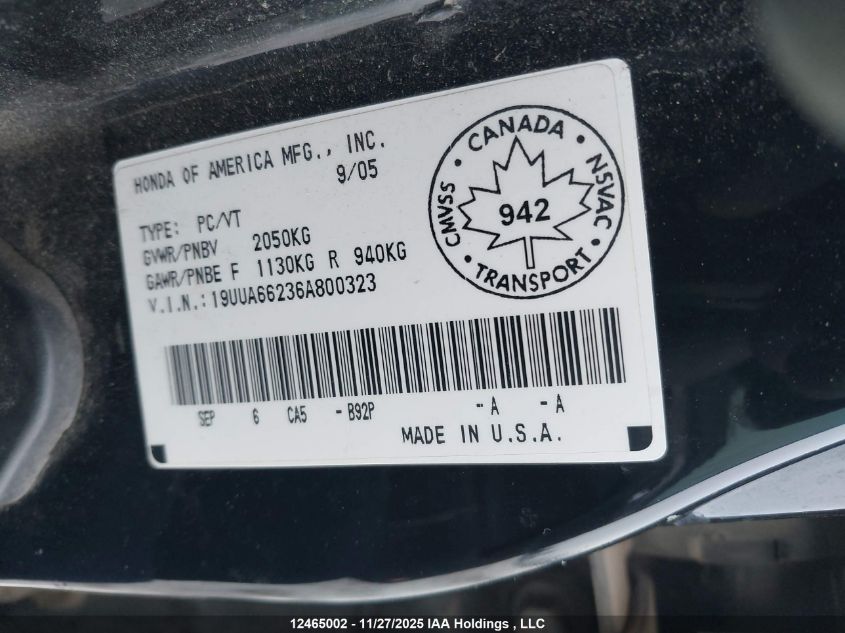 HONDA OF AMERICA MFG., INC.
9/05
TYPE: PC/VT
GVWR/PNBV 2050KG
GAWR/PNBE F 1130KG R 940KG
V.I.N.:19UUA66236A800323
CANADA
CMVSS
NSVAC
942
TRANSPORT
SEP 6 CA5 -B92P -A -A
MADE IN U.S.A.
12465002 - 11/27/2025 IAA Holdings , LLC